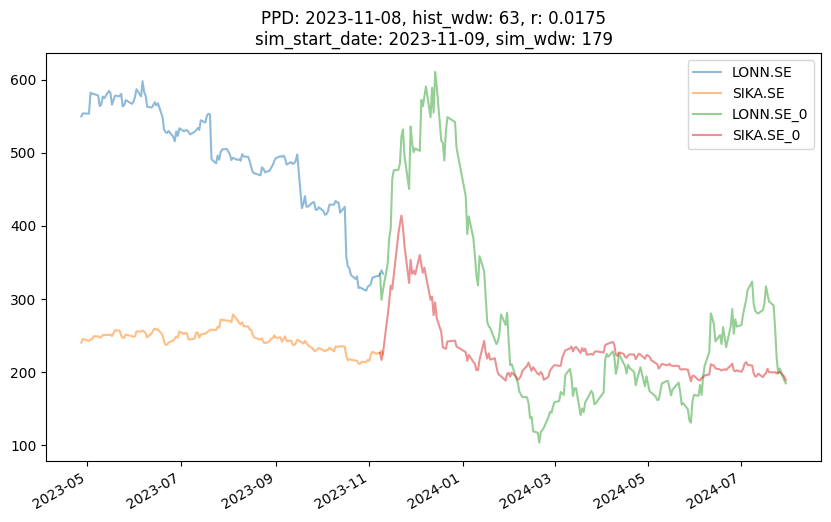 PPD: 2023-11-08, hist_wdw: 63, r: 0.0175
sim_start_date: 2023-11-09, sim_wdw: 179
LONN.SE
SIKA.SE
LONN.SE_0
SIKA.SE_0
600
500
400
300
200
100
2023-05
2023-07
2023-09
2023-11
2024-01
2024-03
2024-05
2024-07